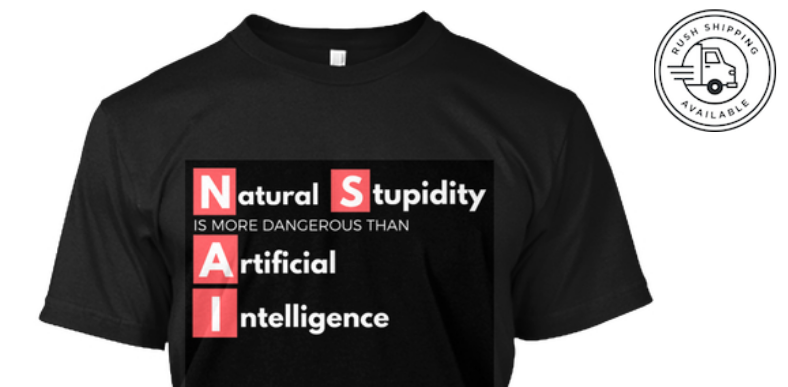 Natural Stupidity
IS MORE DANGEROUS THAN
Artificial
Intelligence
RUSH SHIPPING
AVAILABLE